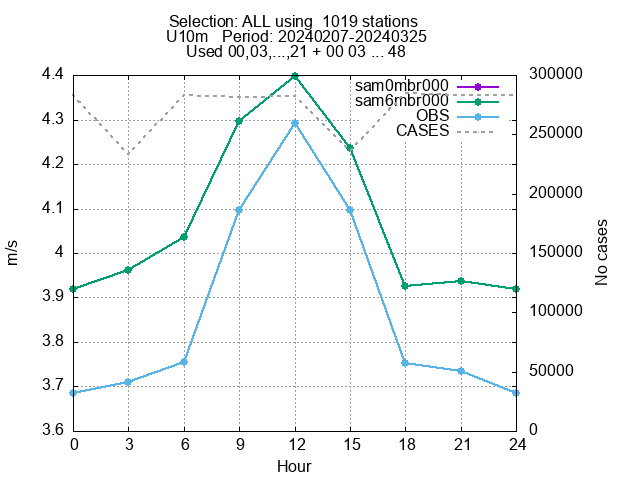 Selection: ALL using  1019 stations
U10m   Period: 20240207-20240325
Used 00,03,...,21 + 00 03 ... 48
4.4
4.3
4.2
4.1
4
3.9
3.8
3.7
3.6
m/s
sam0mbr000
sam6mbr000
OBS
CASES
300000
250000
200000
150000
100000
50000
0
No cases
0 3 6 9 12 15 18 21 24
Hour